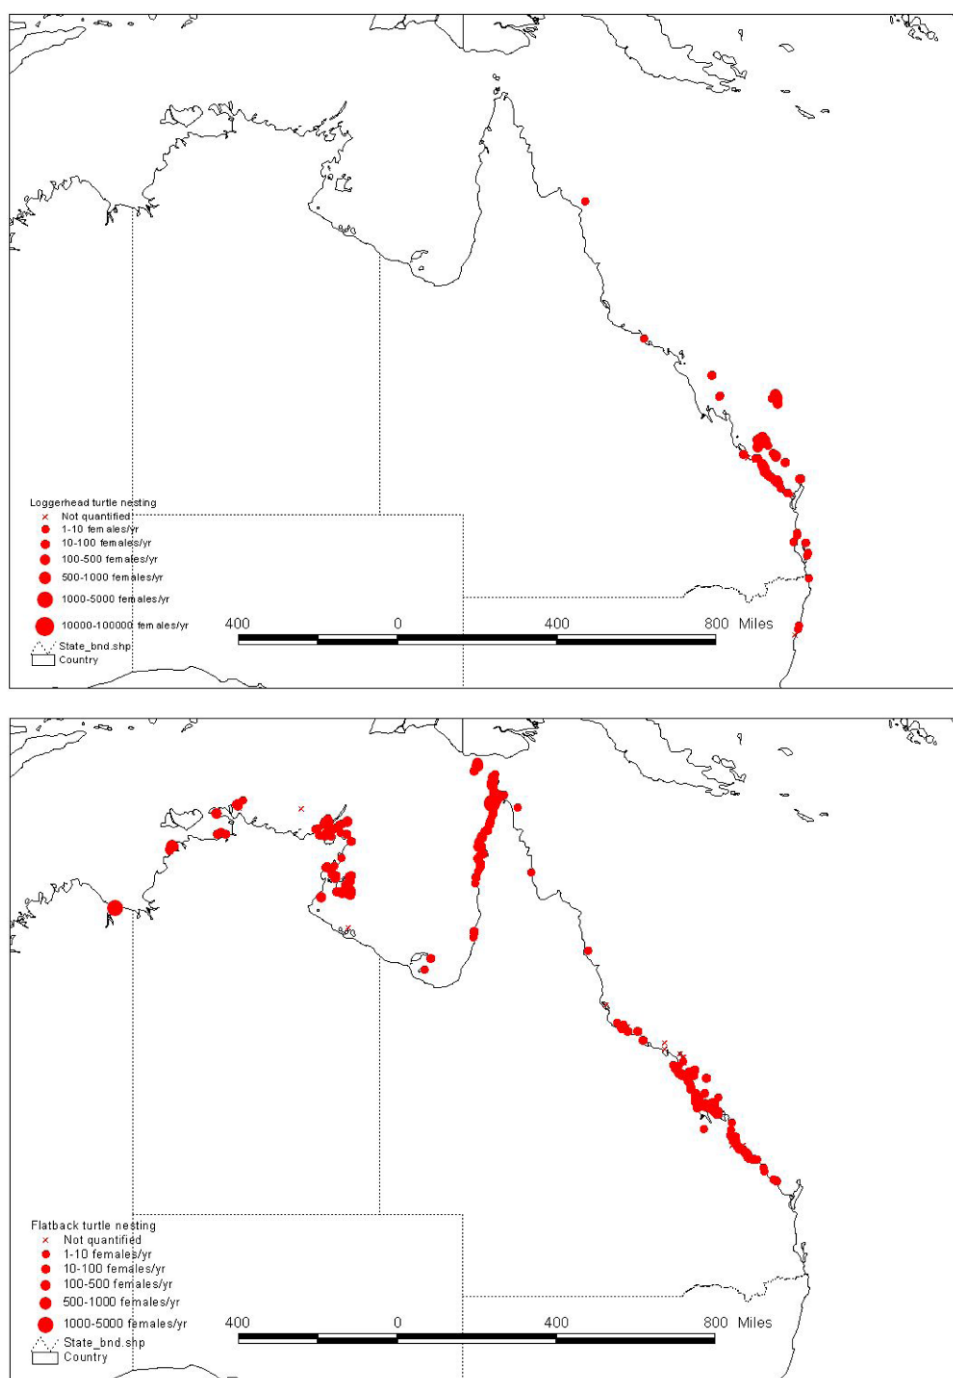 Loggerhead turtle nesting
Not quantified
1-10 females/yr
10-100 females/yr
100-500 females/yr
500-1000 females/yr
1000-5000 females/yr
10000-100000 females/yr
State_bnd.shp
Country
400 0 400 800 Miles
Flatback turtle nesting
Not quantified
1-10 females/yr
10-100 females/yr
100-500 females/yr
500-1000 females/yr
1000-5000 females/yr
State_bnd.shp
Country
400 0 400 800 Miles